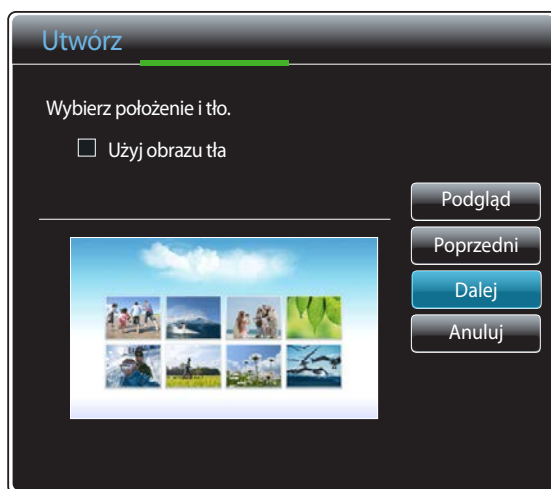 Utwórz
Wybierz położenie i tło.
Użyj obrazu tła
Podgląd
Poprzedni
Dalej
Anuluj